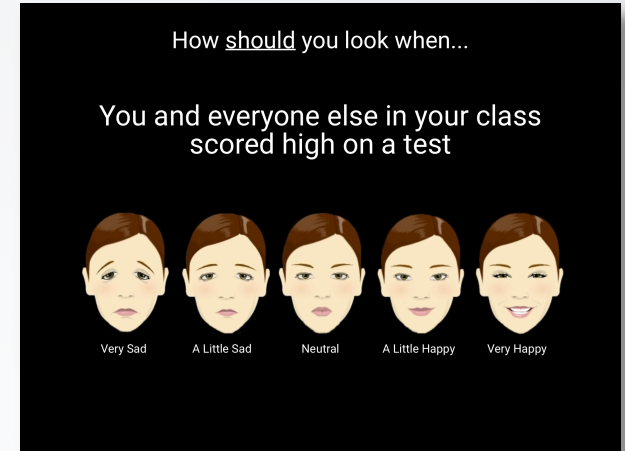 How should you look when...
You and everyone else in your class
scored high on a test
Very Sad
A Little Sad
Neutral
A Little Happy
Very Happy